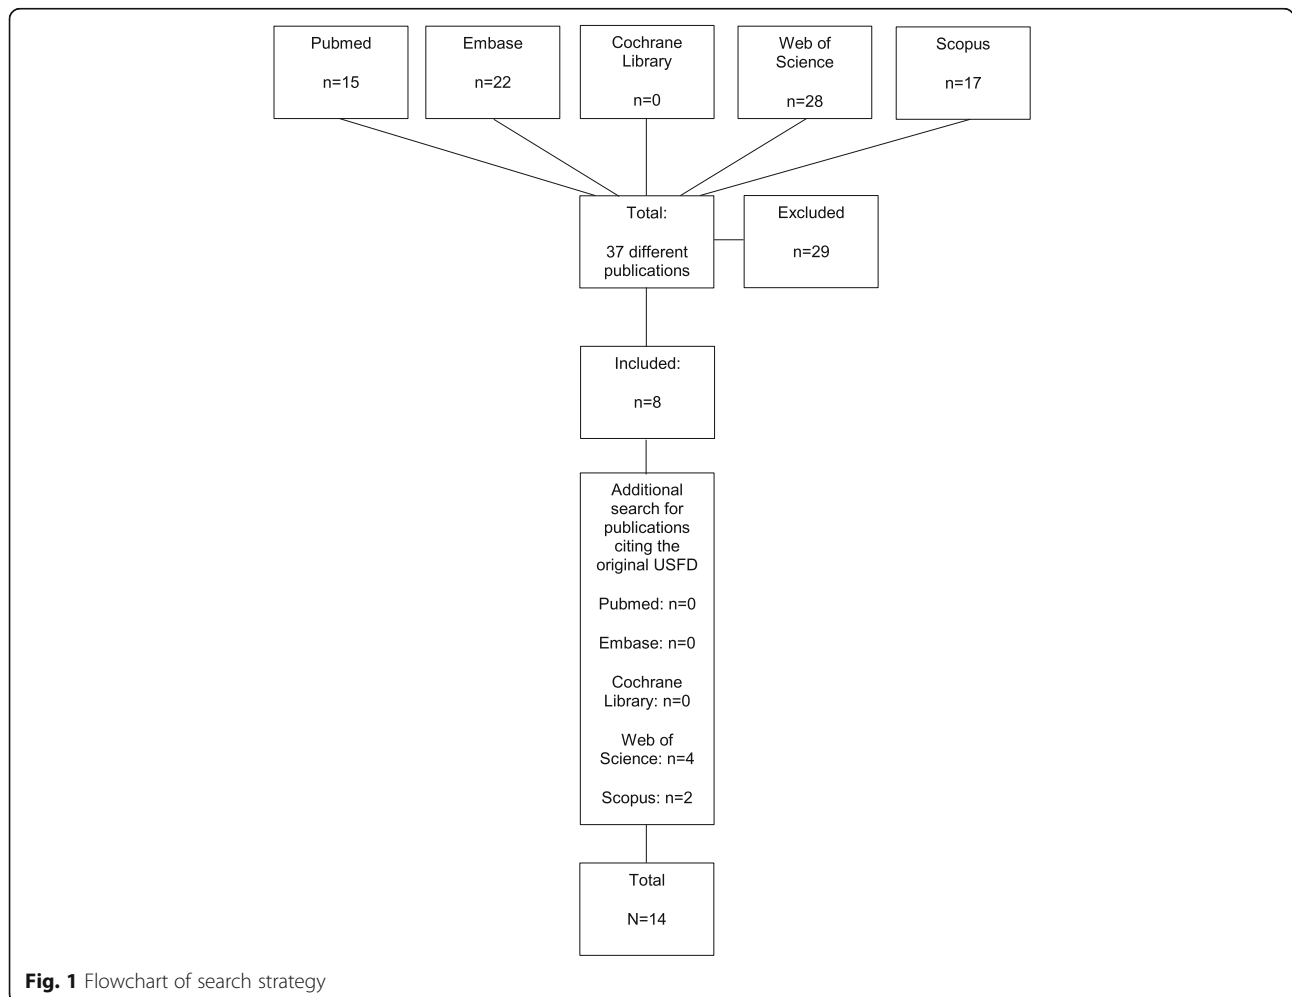 Pubmed
n=15
Embase
n=22
Cochrane
Library
n=0
Web of
Science
n=28
Scopus
n=17
Total:
37 different
publications
Excluded
n=29
Included:
n=8
Additional
search for
publications
citing the
original USFD
Pubmed: n=0
Embase: n=0
Cochrane
Library: n=0
Web of
Science: n=4
Scopus: n=2
Total
N=14
Fig. 1 Flowchart of search strategy